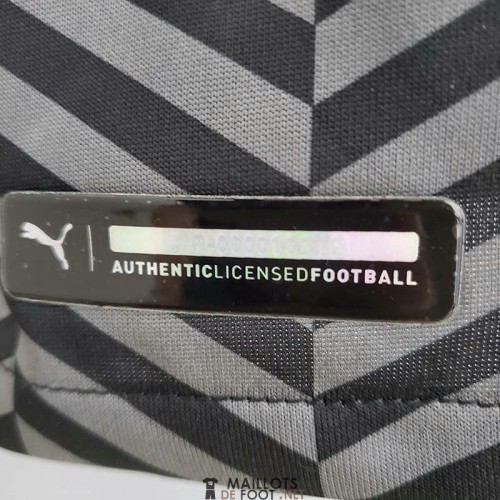 AUTHENTICLICENSEDFOOTBALL
MAILLOTS
DE FOOT.NET